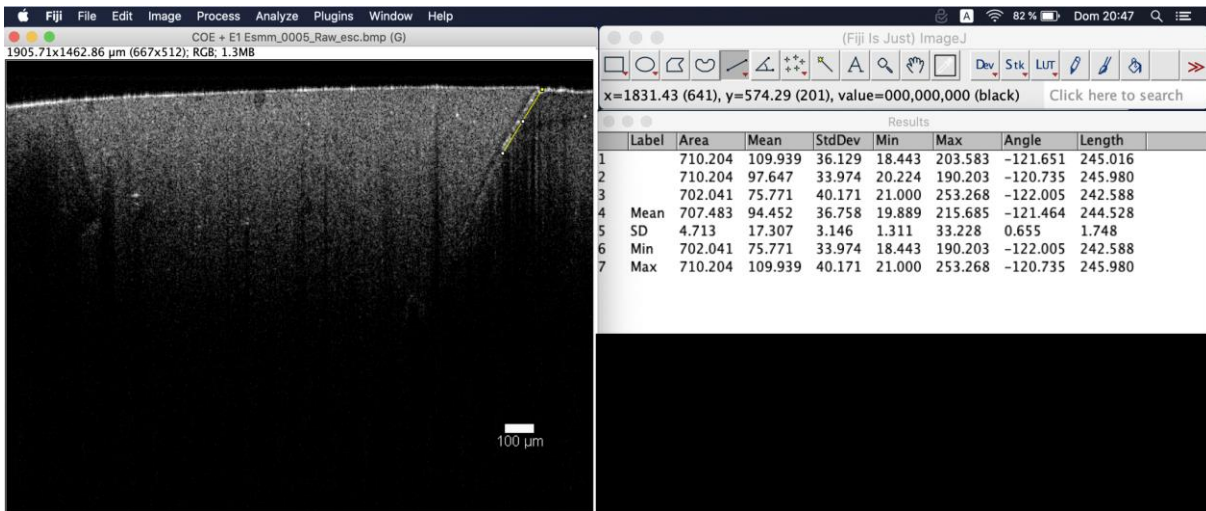 Fiji File Edit Image Process Analyze Plugins Window Help
A 82 % Dom 20:47
COE + E1 Esmm_0005_Raw_esc.bmp (G)
1905.71x1462.86 µm (667x512); RGB; 1.3MB
100 µm
(Fiji Is Just) ImageJ
A Dev Stk LUT
x=1831.43 (641), y=574.29 (201), value=000,000,000 (black) Click here to search
Results
Label Area Mean StdDev Min Max Angle Length
1 710.204 109.939 36.129 18.443 203.583 −121.651 245.016
2 710.204 97.647 33.974 20.224 190.203 −120.735 245.980
3 702.041 75.771 40.171 21.000 253.268 −122.005 242.588
4 Mean 707.483 94.452 36.758 19.889 215.685 −121.464 244.528
5 SD 4.713 17.307 3.146 1.311 33.228 0.655 1.748
6 Min 702.041 75.771 33.974 18.443 190.203 −122.005 242.588
7 Max 710.204 109.939 40.171 21.000 253.268 −120.735 245.980